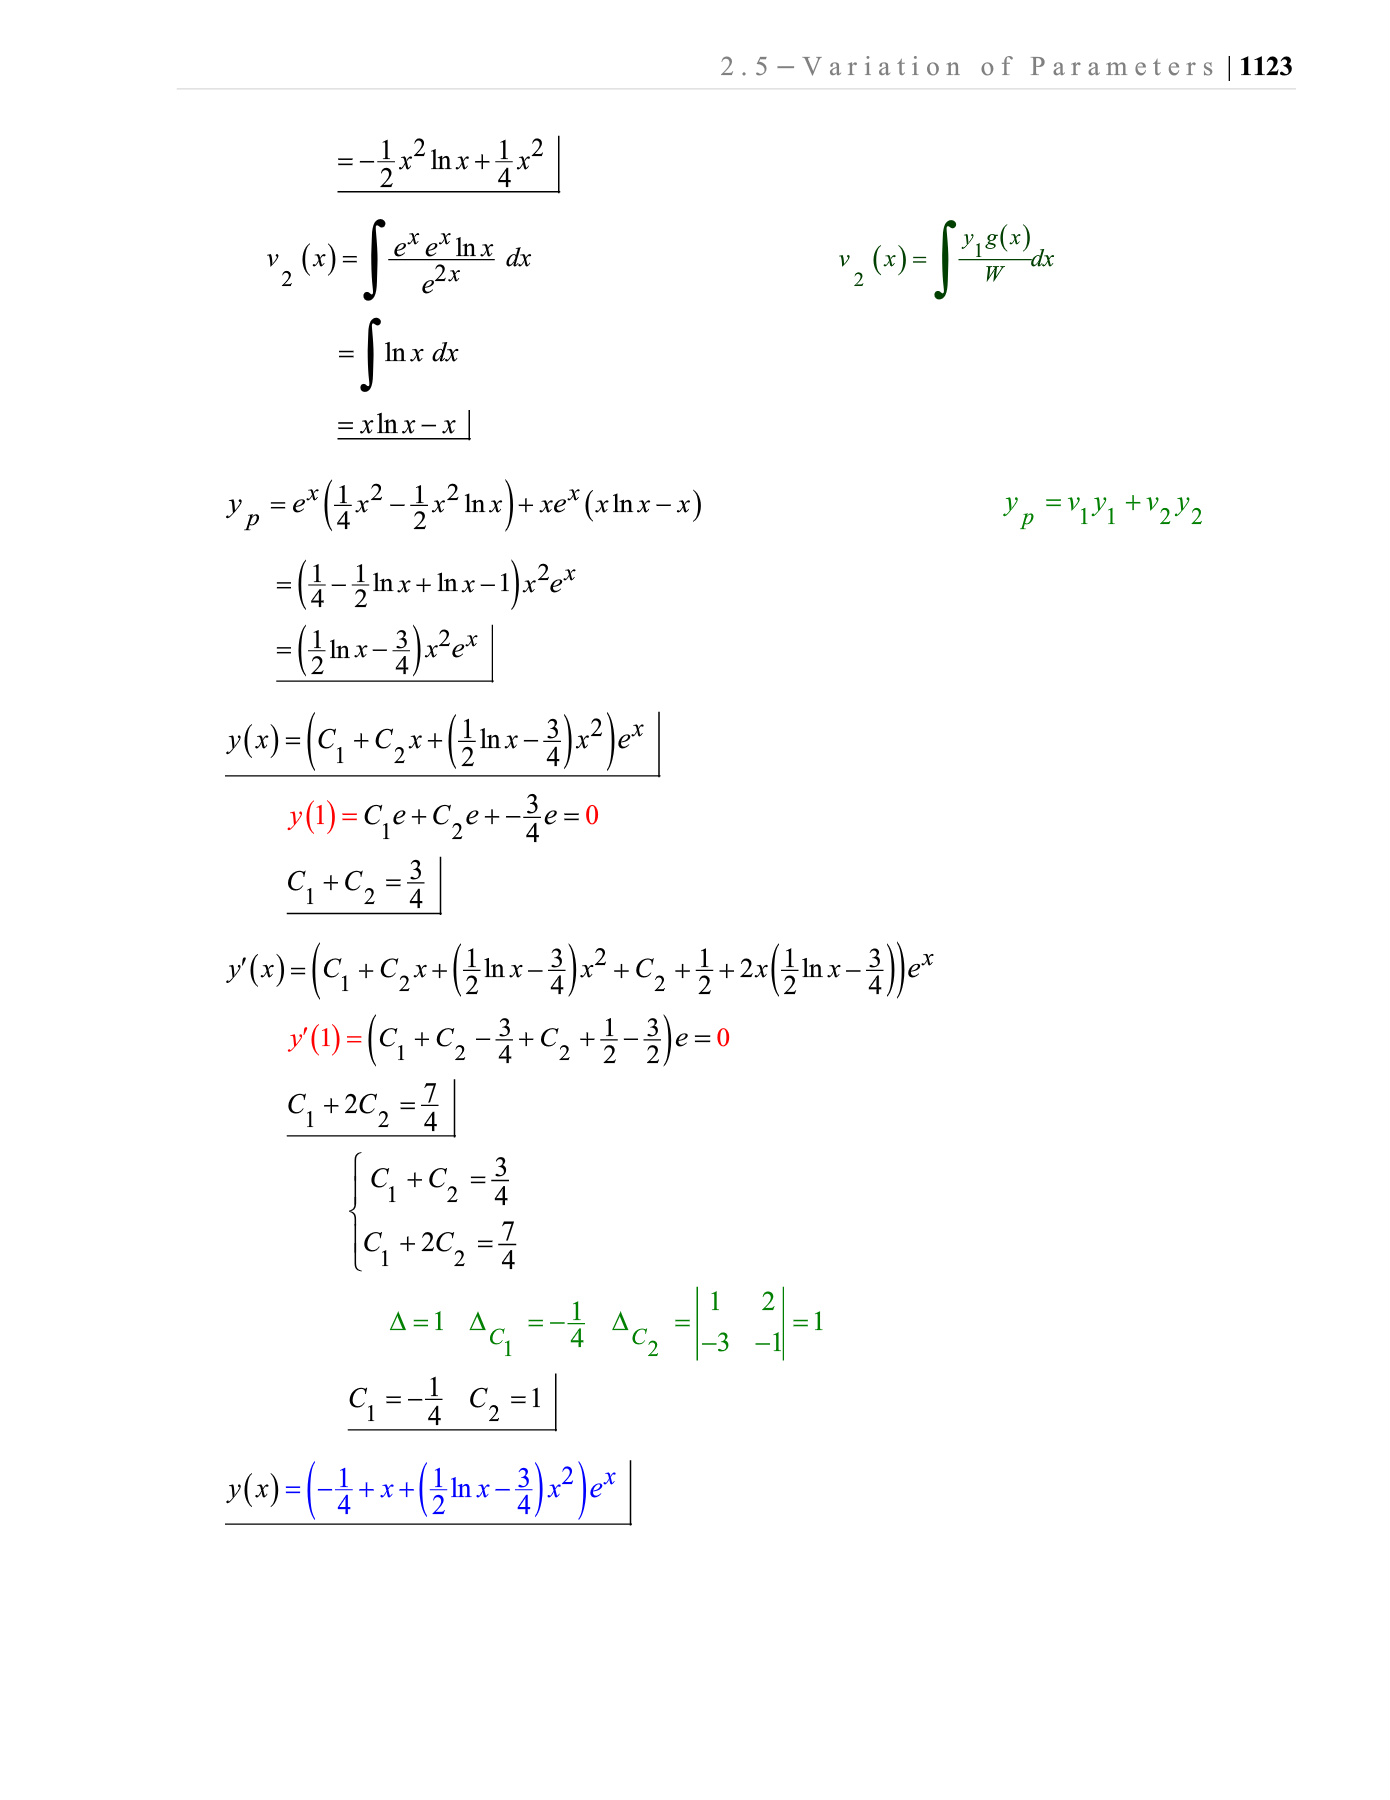 2.5 – Variation of Parameters | 1123
= −1/2 x² ln x + 1/4 x²
v₂(x) = ∫ (eˣ eˣ ln x)/(e²ˣ) dx    v₂(x) = ∫ (y₁g(x))/W dx
= ∫ ln x dx
= x ln x − x
y_p = eˣ(1/4 x² − 1/2 x² ln x) + xeˣ(x ln x − x)    y_p = v₁y₁ + v₂y₂
= (1/4 − 1/2 ln x + ln x − 1)x²eˣ
= (1/2 ln x − 3/4)x²eˣ
y(x) = (C₁ + C₂x + (1/2 ln x − 3/4)x²)eˣ
y(1) = C₁e + C₂e + −3/4 e = 0
C₁ + C₂ = 3/4
y′(x) = (C₁ + C₂x + (1/2 ln x − 3/4)x² + C₂ + 1/2 + 2x(1/2 ln x − 3/4))eˣ
y′(1) = (C₁ + C₂ − 3/4 + C₂ + 1/2 − 3/2)e = 0
C₁ + 2C₂ = 7/4
{ C₁ + C₂ = 3/4
C₁ + 2C₂ = 7/4
Δ = 1  Δ_C₁ = −1/4  Δ_C₂ = |1 2; −3 −1| = 1
C₁ = −1/4  C₂ = 1
y(x) = (−1/4 + x + (1/2 ln x − 3/4)x²)eˣ